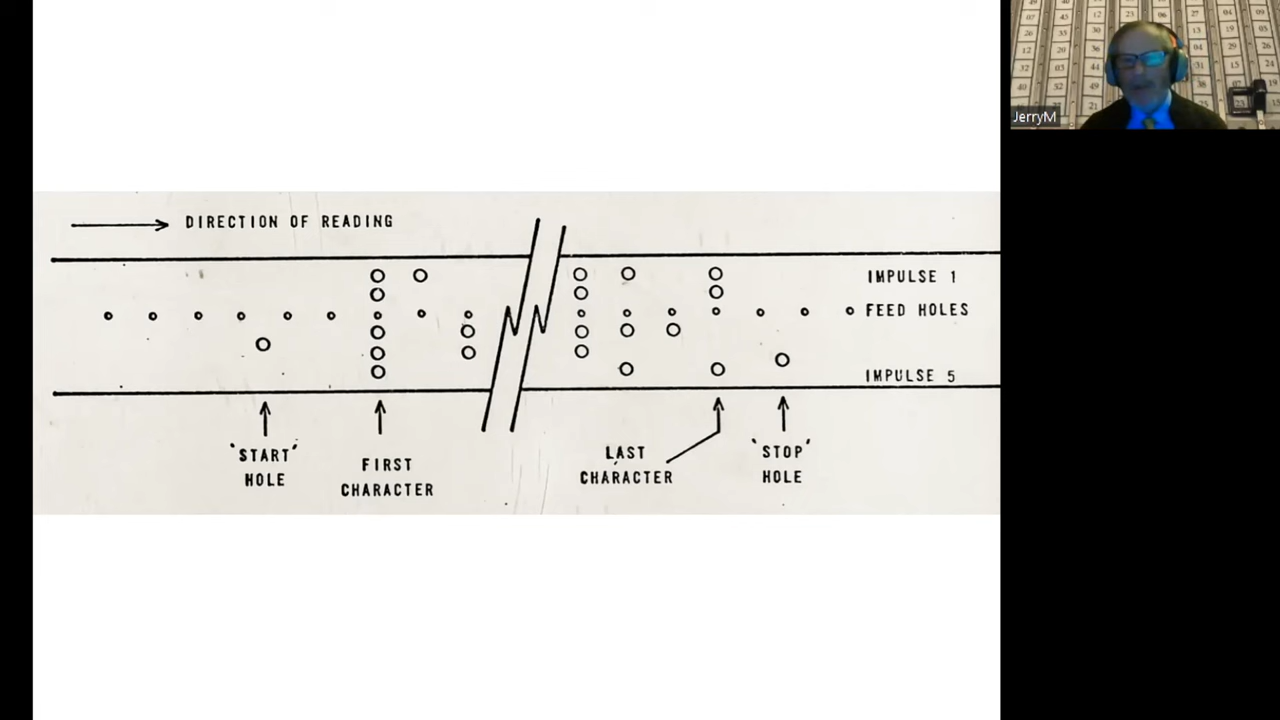 DIRECTION OF READING
IMPULSE 1
FEED HOLES
IMPULSE 5
'START'
HOLE
FIRST
CHARACTER
LAST
CHARACTER
'STOP'
HOLE
JerryM